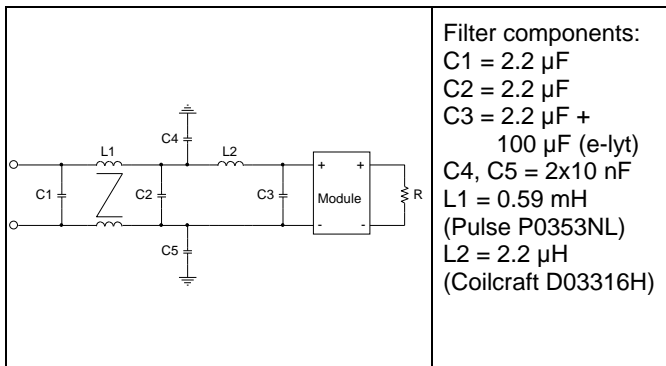 C4
L1
L2
C1
C2
C3
+ +
Module
- -
R
C5
Filter components:
C1 = 2.2 µF
C2 = 2.2 µF
C3 = 2.2 µF +
100 µF (e-lyt)
C4, C5 = 2x10 nF
L1 = 0.59 mH
(Pulse P0353NL)
L2 = 2.2 µH
(Coilcraft D03316H)